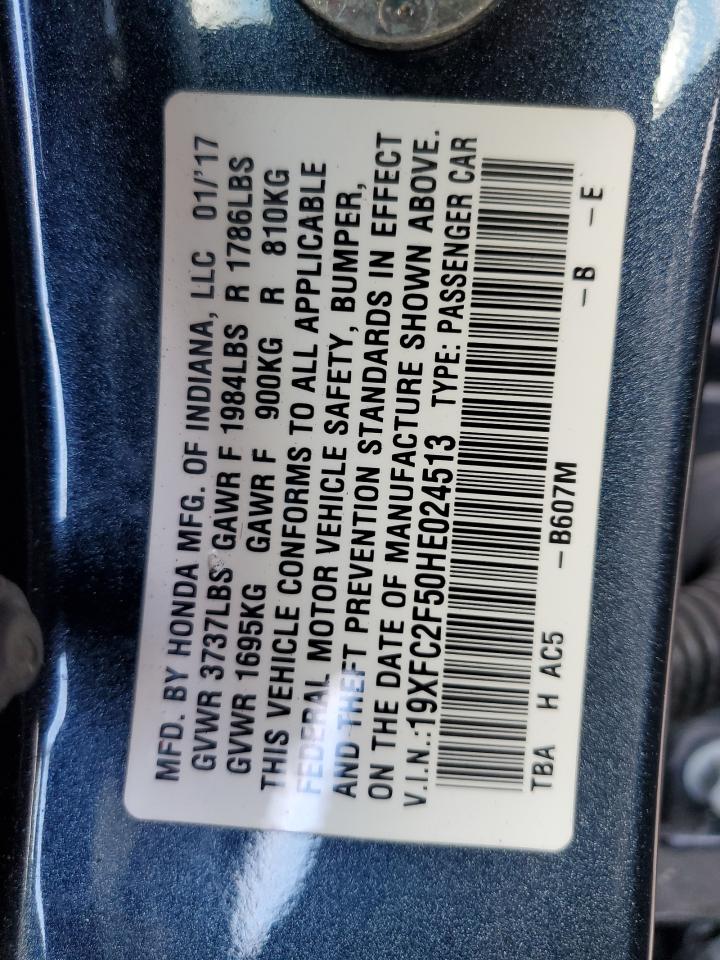 MFD. BY HONDA MFG. OF INDIANA, LLC 01/'17
GVWR 3737LBS GAWR F 1984LBS R 1786LBS
GVWR 1695KG GAWR F 900KG R 810KG
THIS VEHICLE CONFORMS TO ALL APPLICABLE
FEDERAL MOTOR VEHICLE SAFETY, BUMPER,
AND THEFT PREVENTION STANDARDS IN EFFECT
ON THE DATE OF MANUFACTURE SHOWN ABOVE.
V.I.N.:19XFC2F50HE024513 TYPE: PASSENGER CAR
TBA H AC5 –B607M –B –E